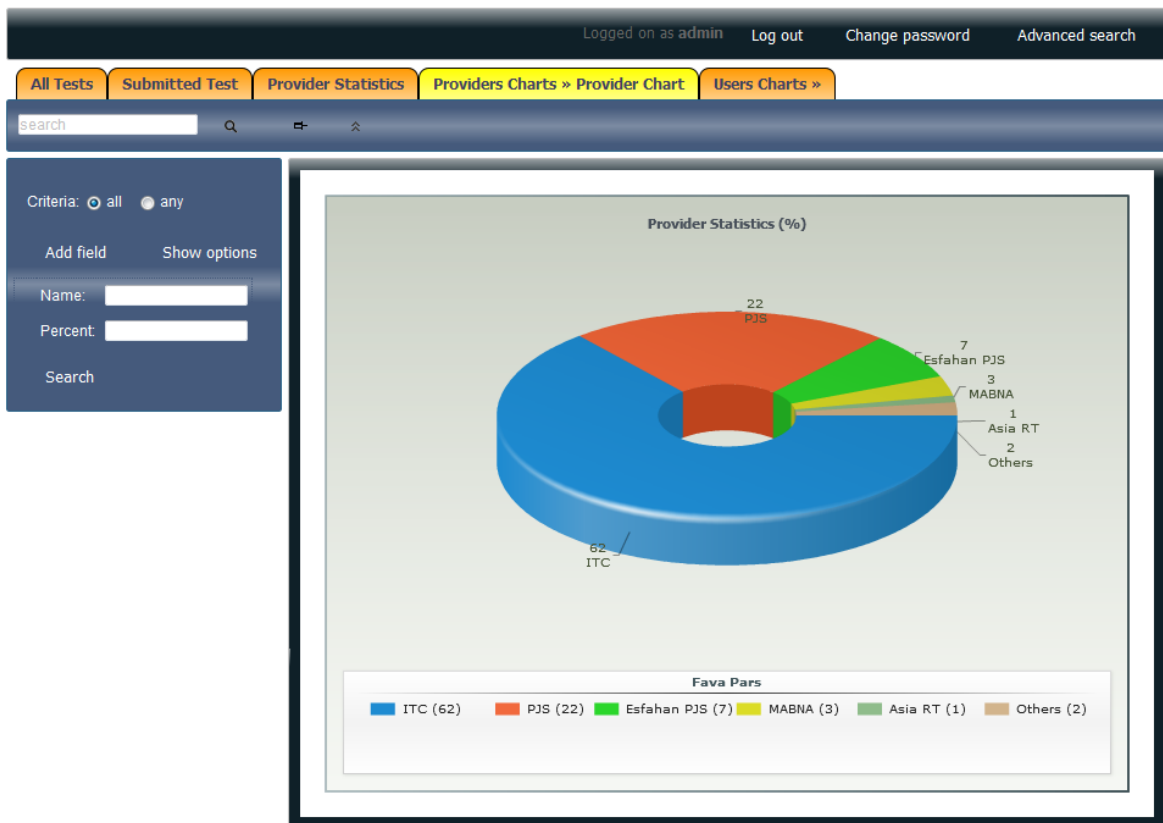 Logged on as admin Log out Change password Advanced search
All Tests Submitted Test Provider Statistics Providers Charts » Provider Chart Users Charts »
search
Criteria: all any
Add field Show options
Name:
Percent:
Search
Provider Statistics (%)
22
PJS
7
Esfahan PJS
3
MABNA
1
Asia RT
2
Others
62
ITC
Fava Pars
ITC (62) PJS (22) Esfahan PJS (7) MABNA (3) Asia RT (1) Others (2)